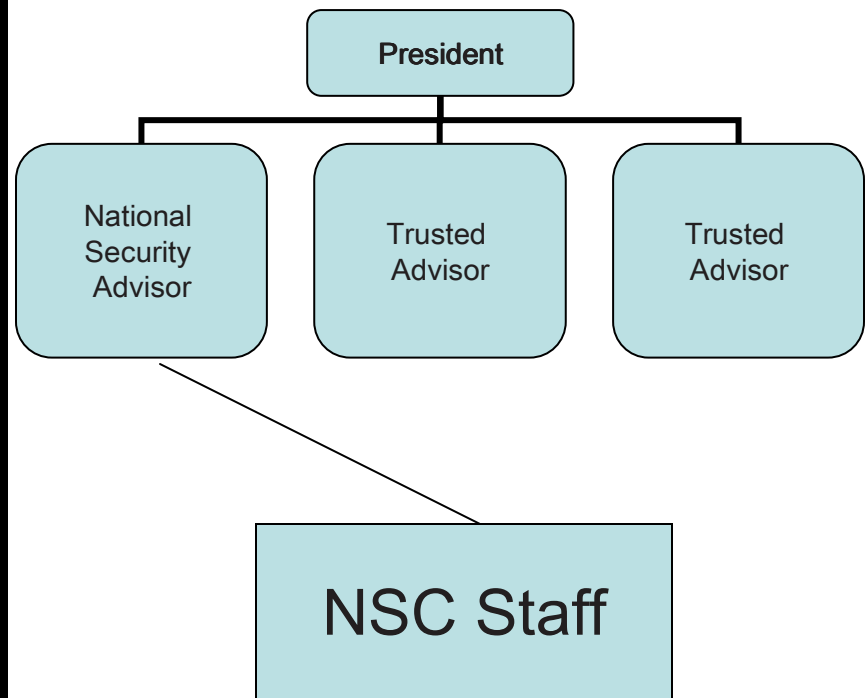 President
National
Security
Advisor
Trusted
Advisor
Trusted
Advisor
NSC Staff